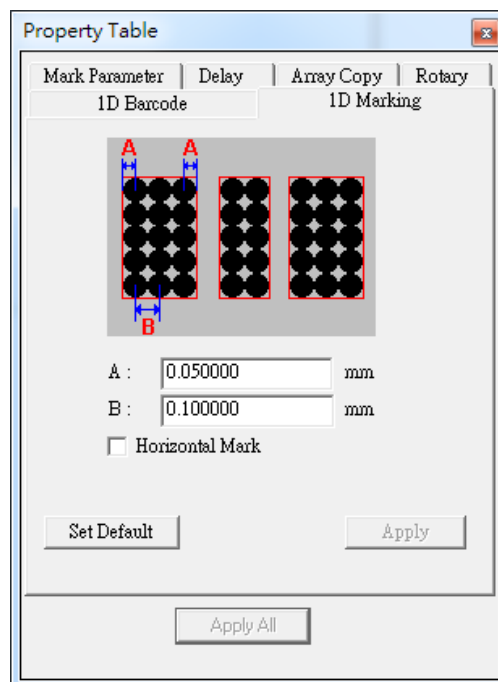 Property Table
Mark Parameter Delay Array Copy Rotary
1D Barcode 1D Marking
A A
B
A : 0.050000 mm
B : 0.100000 mm
Horizontal Mark
Set Default Apply
Apply All